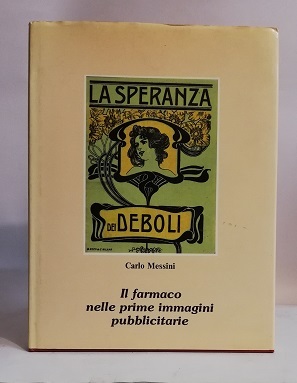 LA SPERANZA
DEI DEBOLI
Carlo Messini
Il farmaco
nelle prime immagini
pubblicitarie